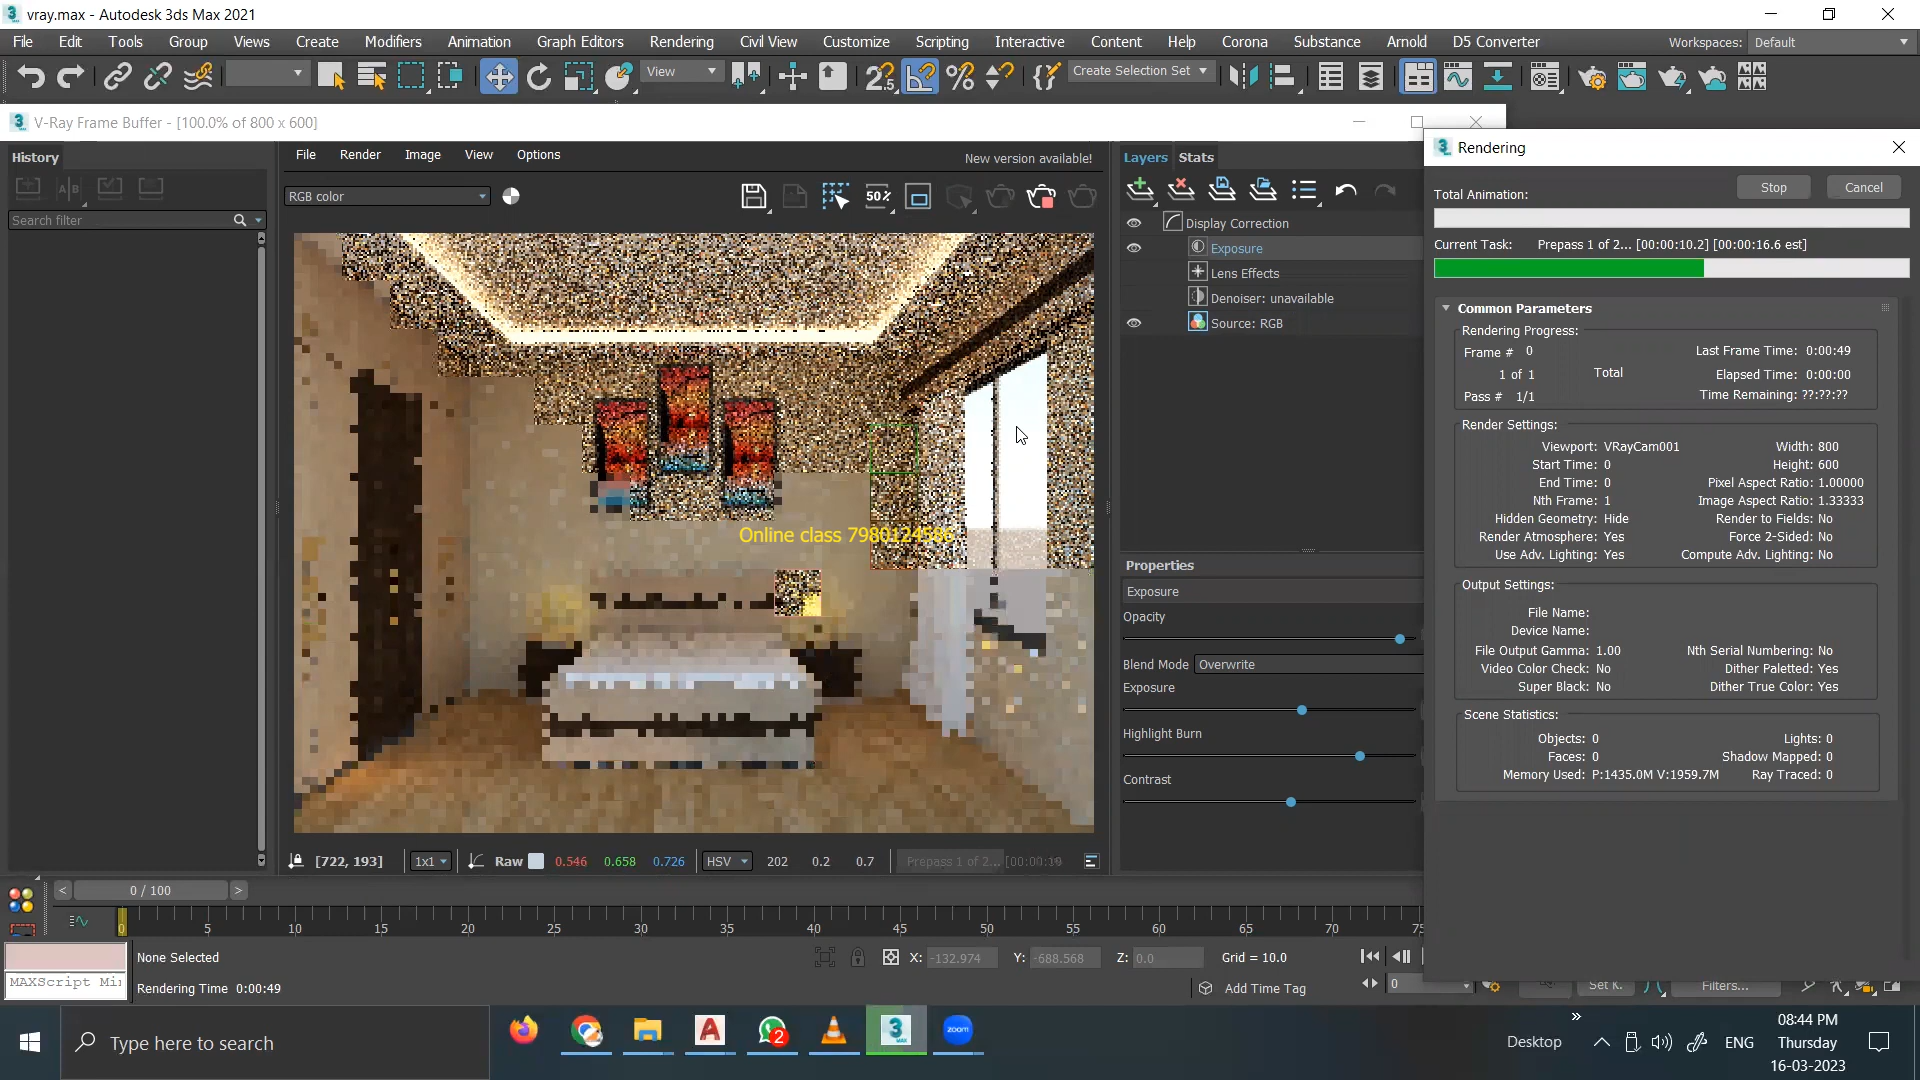 vray.max - Autodesk 3ds Max 2021
File Edit Tools Group Views Create Modifiers Animation Graph Editors Rendering Civil View Customize Scripting Interactive Content Help Corona Substance Arnold D5 Converter Workspaces: Default
View Create Selection Set
V-Ray Frame Buffer - [100.0% of 800 x 600]
History
Search filter
File Render Image View Options New version available!
RGB color
50%
Online class 7980124586
[722, 193] 1x1 Raw 0.546 0.658 0.726 HSV 202 0.2 0.7 Prepass 1 of 2...
Layers Stats
Display Correction
Exposure
Lens Effects
Denoiser: unavailable
Source: RGB
Properties
Exposure
Opacity
Blend Mode Overwrite
Exposure
Highlight Burn
Contrast
Rendering
Stop Cancel
Total Animation:
Current Task: Prepass 1 of 2... [00:00:10.2] [00:00:16.6 est]
Common Parameters
Rendering Progress:
Frame # 0 Last Frame Time: 0:00:49
1 of 1 Total Elapsed Time: 0:00:00
Pass # 1/1 Time Remaining: ??:??:??
Render Settings:
Viewport: VRayCam001 Width: 800
Start Time: 0 Height: 600
End Time: 0 Pixel Aspect Ratio: 1.00000
Nth Frame: 1 Image Aspect Ratio: 1.33333
Hidden Geometry: Hide Render to Fields: No
Render Atmosphere: Yes Force 2-Sided: No
Use Adv. Lighting: Yes Compute Adv. Lighting: No
Output Settings:
File Name:
Device Name:
File Output Gamma: 1.00 Nth Serial Numbering: No
Video Color Check: No Dither Paletted: Yes
Super Black: No Dither True Color: Yes
Scene Statistics:
Objects: 0 Lights: 0
Faces: 0 Shadow Mapped: 0
Memory Used: P:1435.0M V:1959.7M Ray Traced: 0
< 0 / 100 >
0 5 10 15 20 25 30 35 40 45 50 55 60 65 70
None Selected X: -132.974 Y: -688.568 Z: 0.0 Grid = 10.0
MAXScript Mi
Rendering Time 0:00:49 Add Time Tag 0 Set K. Filters...
Type here to search
2
zoom
Desktop ENG
08:44 PM
Thursday
16-03-2023